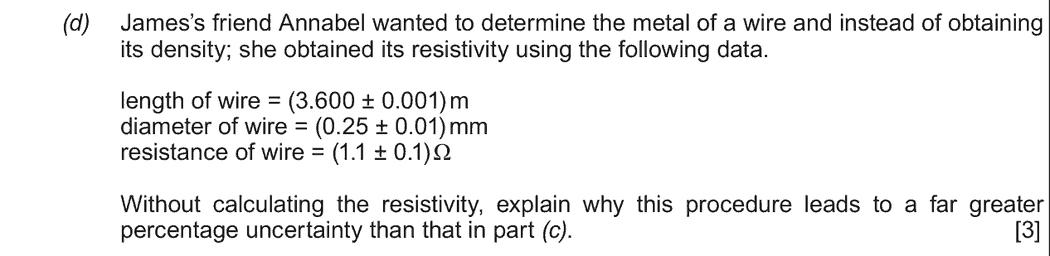 (d) James’s friend Annabel wanted to determine the metal of a wire and instead of obtaining
its density; she obtained its resistivity using the following data.
length of wire = (3.600 ± 0.001) m
diameter of wire = (0.25 ± 0.01) mm
resistance of wire = (1.1 ± 0.1) Ω
Without calculating the resistivity, explain why this procedure leads to a far greater
percentage uncertainty than that in part (c). [3]